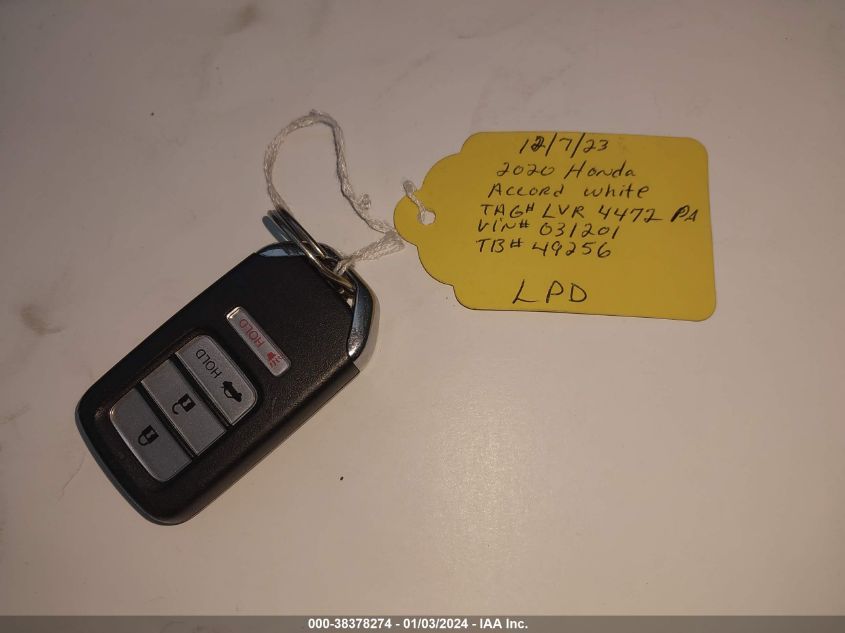 12/7/23
2020 Honda
Accord white
TAG# LVR 4472 PA
VIN# 031201
TB# 49256
LPD
HOLD
HOLD
000-38378274 - 01/03/2024 - IAA Inc.